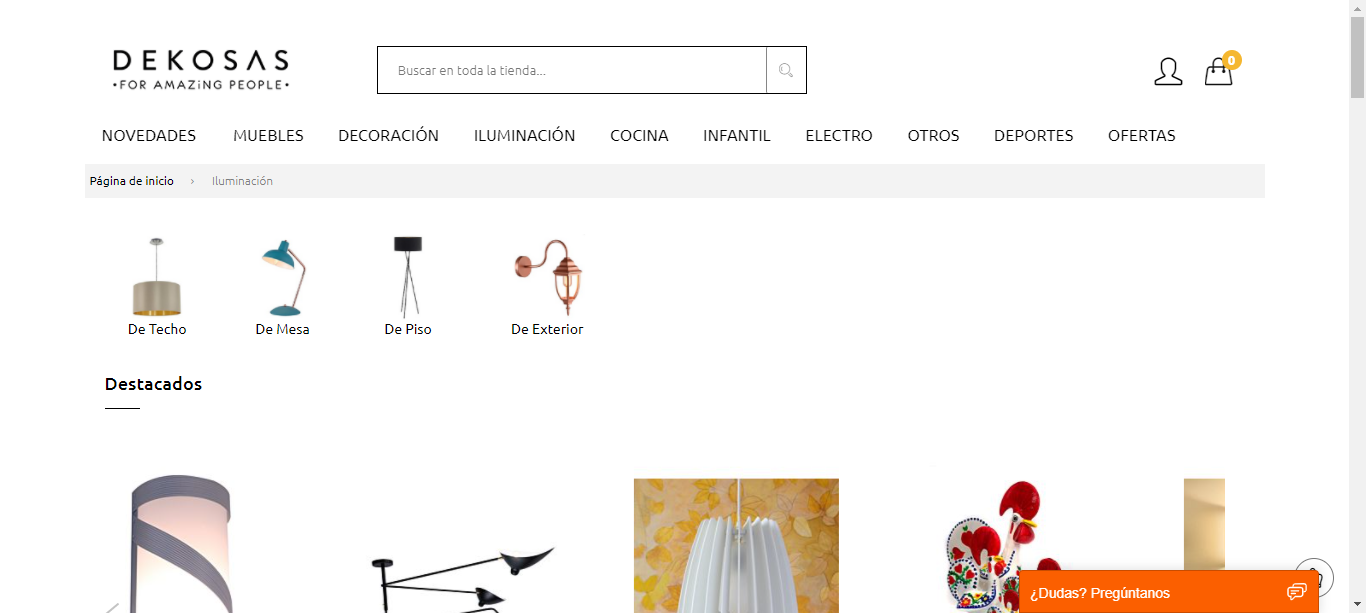 DEKOSAS
•FOR AMAZiNG PEOPLE•
Buscar en toda la tienda...
0
NOVEDADES MUEBLES DECORACIÓN ILUMINACIÓN COCINA INFANTIL ELECTRO OTROS DEPORTES OFERTAS
Página de inicio › Iluminación
De Techo De Mesa De Piso De Exterior
Destacados
¿Dudas? Pregúntanos